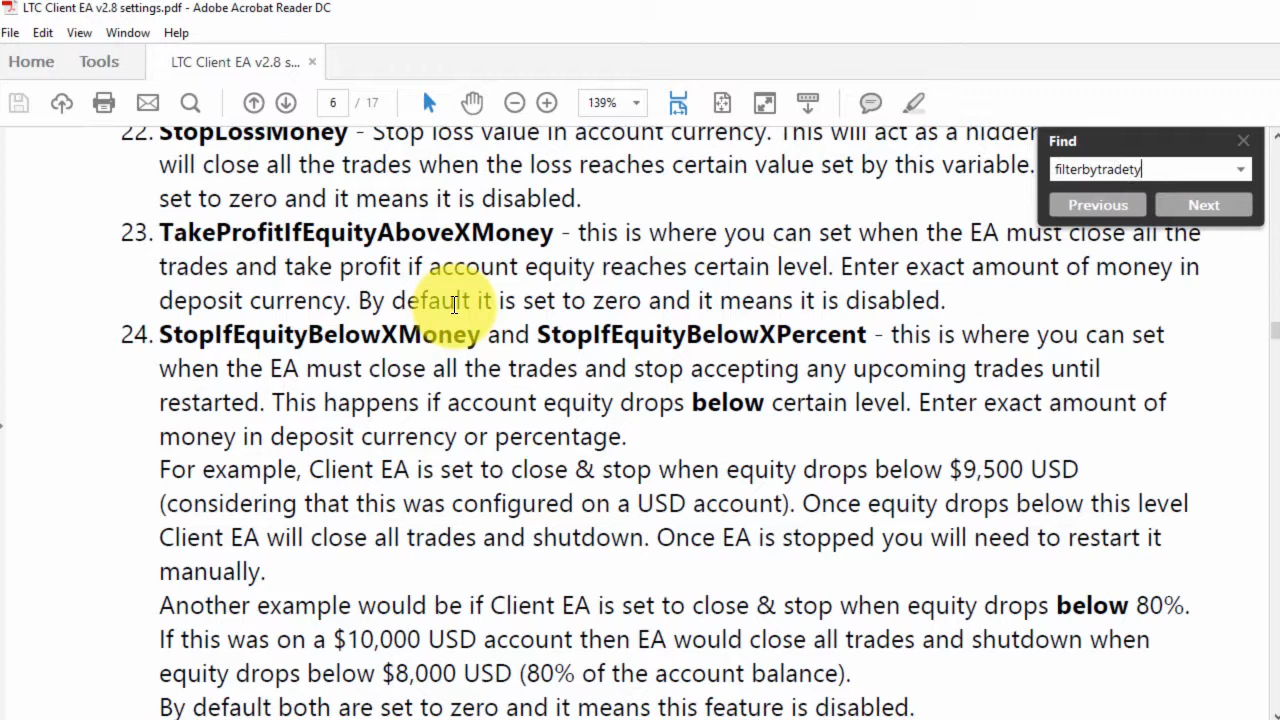 LTC Client EA v2.8 settings.pdf - Adobe Acrobat Reader DC
File Edit View Window Help
Home Tools LTC Client EA v2.8 s... ×
6 / 17 139%
Find
filterbytradety
Previous Next
22. StopLossMoney - Stop loss value in account currency. This will act as a hidden
will close all the trades when the loss reaches certain value set by this variable.
set to zero and it means it is disabled.
23. TakeProfitIfEquityAboveXMoney - this is where you can set when the EA must close all the
trades and take profit if account equity reaches certain level. Enter exact amount of money in
deposit currency. By default it is set to zero and it means it is disabled.
24. StopIfEquityBelowXMoney and StopIfEquityBelowXPercent - this is where you can set
when the EA must close all the trades and stop accepting any upcoming trades until
restarted. This happens if account equity drops below certain level. Enter exact amount of
money in deposit currency or percentage.
For example, Client EA is set to close & stop when equity drops below $9,500 USD
(considering that this was configured on a USD account). Once equity drops below this level
Client EA will close all trades and shutdown. Once EA is stopped you will need to restart it
manually.
Another example would be if Client EA is set to close & stop when equity drops below 80%.
If this was on a $10,000 USD account then EA would close all trades and shutdown when
equity drops below $8,000 USD (80% of the account balance).
By default both are set to zero and it means this feature is disabled.